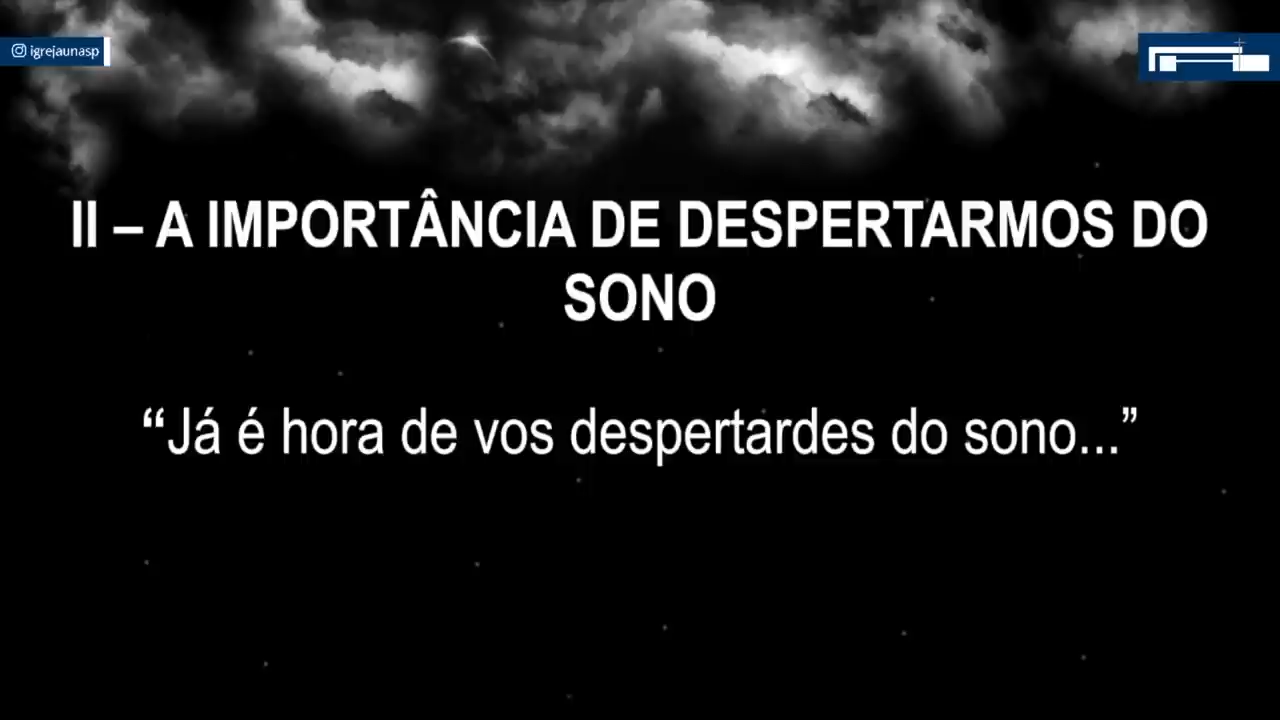 igrejaunasp
II – A IMPORTÂNCIA DE DESPERTARMOS DO
SONO
“Já é hora de vos despertardes do sono...”